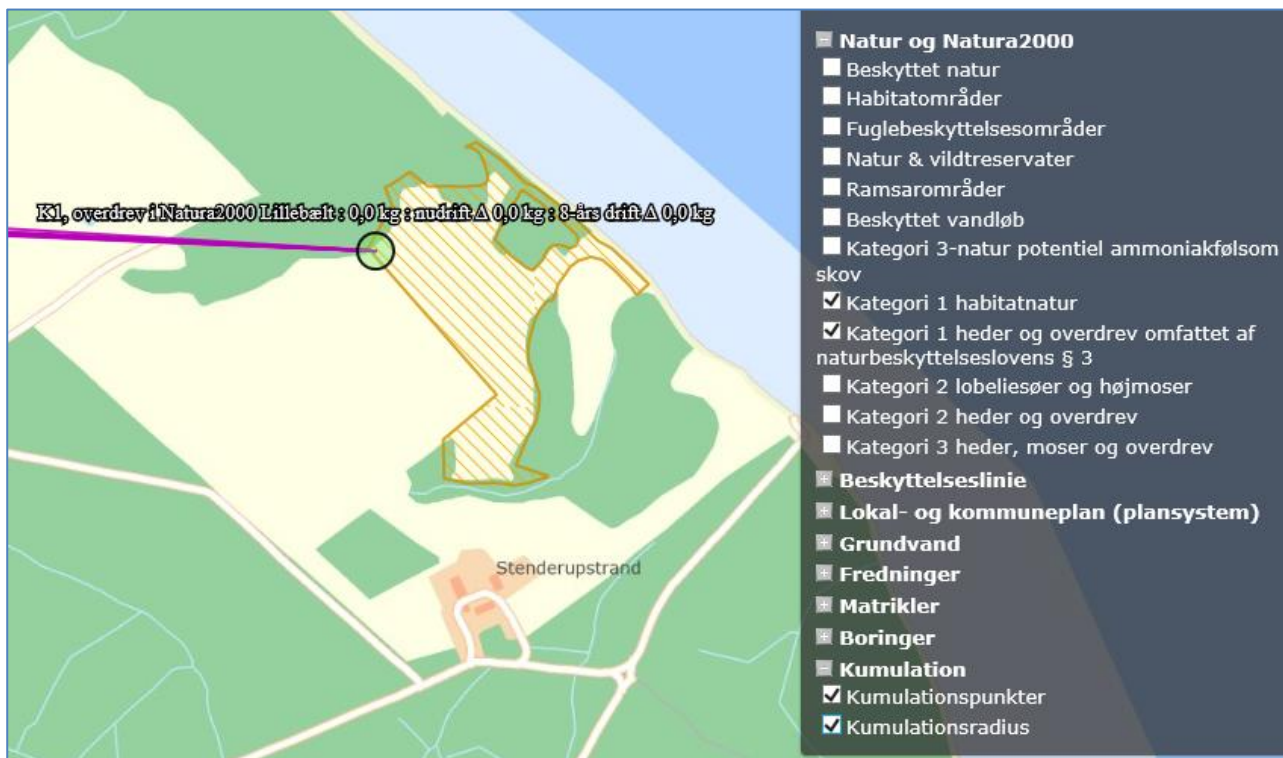 K1, overdrev i Natura2000 Lillebælt : 0,0 kg : nudrift Δ 0,0 kg : 8-års drift Δ 0,0 kg
Stenderupstrand
Natur og Natura2000
Beskyttet natur
Habitatområder
Fuglebeskyttelsesområder
Natur & vildtreservater
Ramsarområder
Beskyttet vandløb
Kategori 3-natur potentiel ammoniakfølsom
skov
Kategori 1 habitatnatur
Kategori 1 heder og overdrev omfattet af
naturbeskyttelseslovens § 3
Kategori 2 lobeliesøer og højmoser
Kategori 2 heder og overdrev
Kategori 3 heder, moser og overdrev
Beskyttelseslinie
Lokal- og kommuneplan (plansystem)
Grundvand
Fredninger
Matrikler
Boringer
Kumulation
Kumulationspunkter
Kumulationsradius